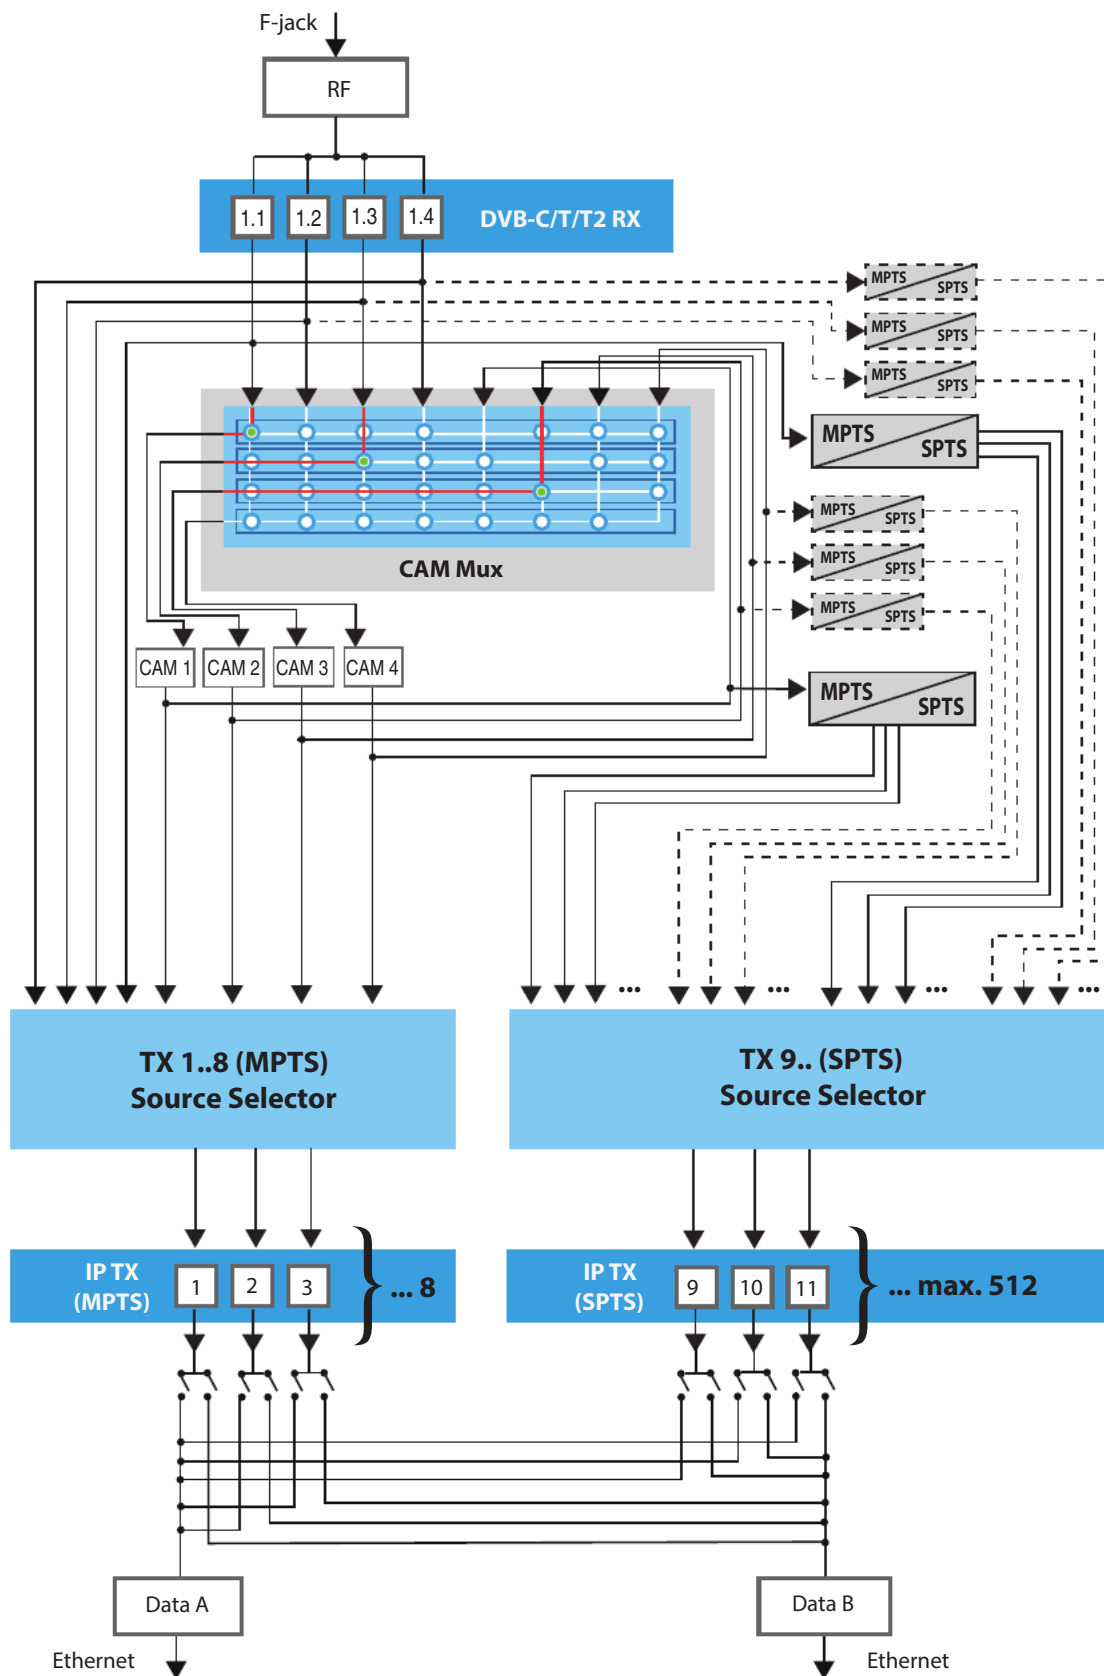 F-jack
RF
1.1
1.2
1.3
1.4
DVB-C/T/T2 RX
MPTS
SPTS
MPTS
SPTS
MPTS
SPTS
MPTS
SPTS
MPTS
SPTS
MPTS
SPTS
MPTS
SPTS
CAM Mux
CAM 1
CAM 2
CAM 3
CAM 4
MPTS
SPTS
...
...
...
...
TX 1..8 (MPTS)
Source Selector
TX 9.. (SPTS)
Source Selector
IP TX
(MPTS)
1
2
3
... 8
IP TX
(SPTS)
9
10
11
... max. 512
Data A
Data B
Ethernet
Ethernet